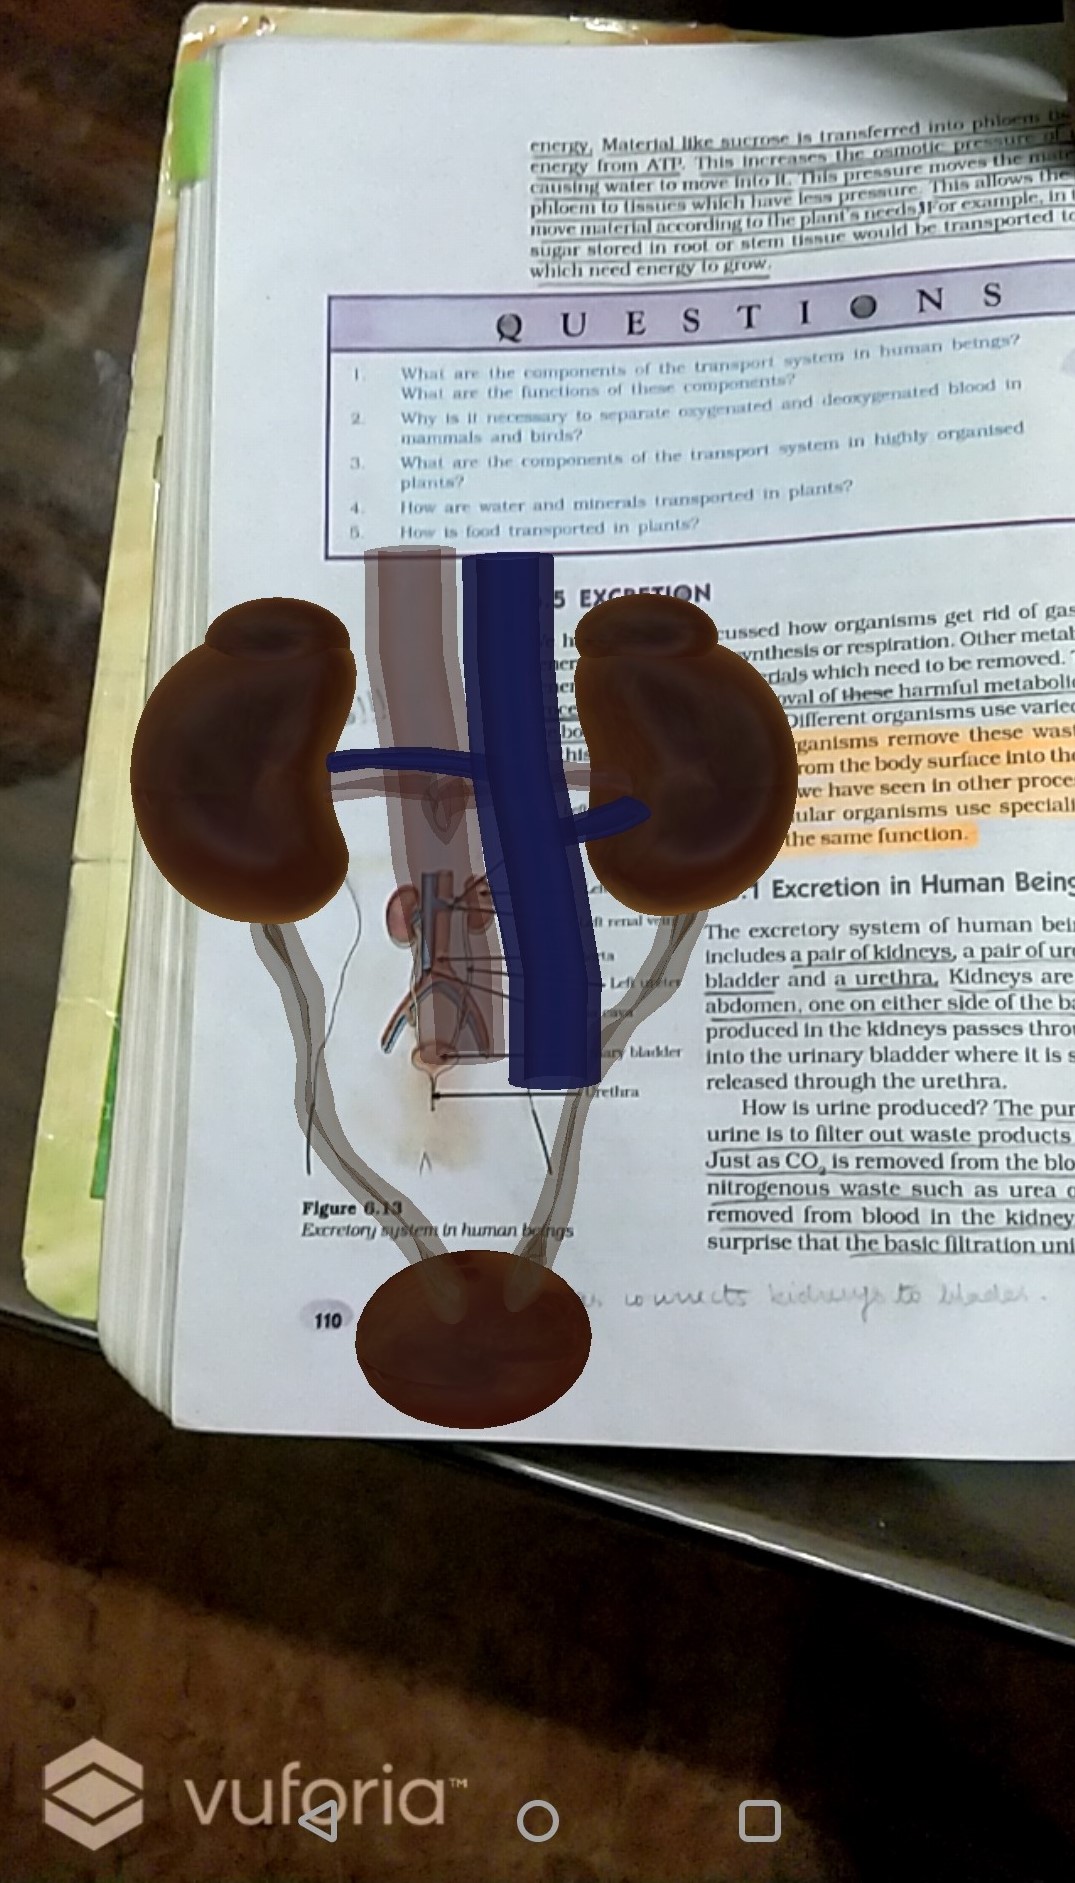 energy. Material like sucrose is transferred into phloem
energy from ATP. This increases the osmotic pressure of
causing water to move into it. This pressure moves the
phloem to tissues which have less pressure. This allows the
move material according to the plant's needs. For example, in
sugar stored in root or stem tissue would be transported to
which need energy to grow.
QUESTIONS
1. What are the components of the transport system in human beings?
What are the functions of these components?
2. Why is it necessary to separate oxygenated and deoxygenated blood in
mammals and birds?
3. What are the components of the transport system in highly organised
plants?
4. How are water and minerals transported in plants?
5. How is food transported in plants?
5 EXCRETION
cussed how organisms get rid of gas
ynthesis or respiration. Other metab
rials which need to be removed.
oval of these harmful metabolic
Different organisms use varied
ganisms remove these wast
rom the body surface into the
we have seen in other proce
ular organisms use speciali
the same function.
.1 Excretion in Human Being
The excretory system of human bei
includes a pair of kidneys, a pair of ure
bladder and a urethra. Kidneys are
abdomen, one on either side of the ba
produced in the kidneys passes throu
into the urinary bladder where it is s
released through the urethra.
How is urine produced? The pur
urine is to filter out waste products
Just as CO₂ is removed from the blo
nitrogenous waste such as urea o
removed from blood in the kidney
surprise that the basic filtration uni
ft renal vein
Left ureter
cava
ary bladder
Urethra
Figure 6.13
Excretory system in human beings
connects kidneys to bladder.
110
vuforia™